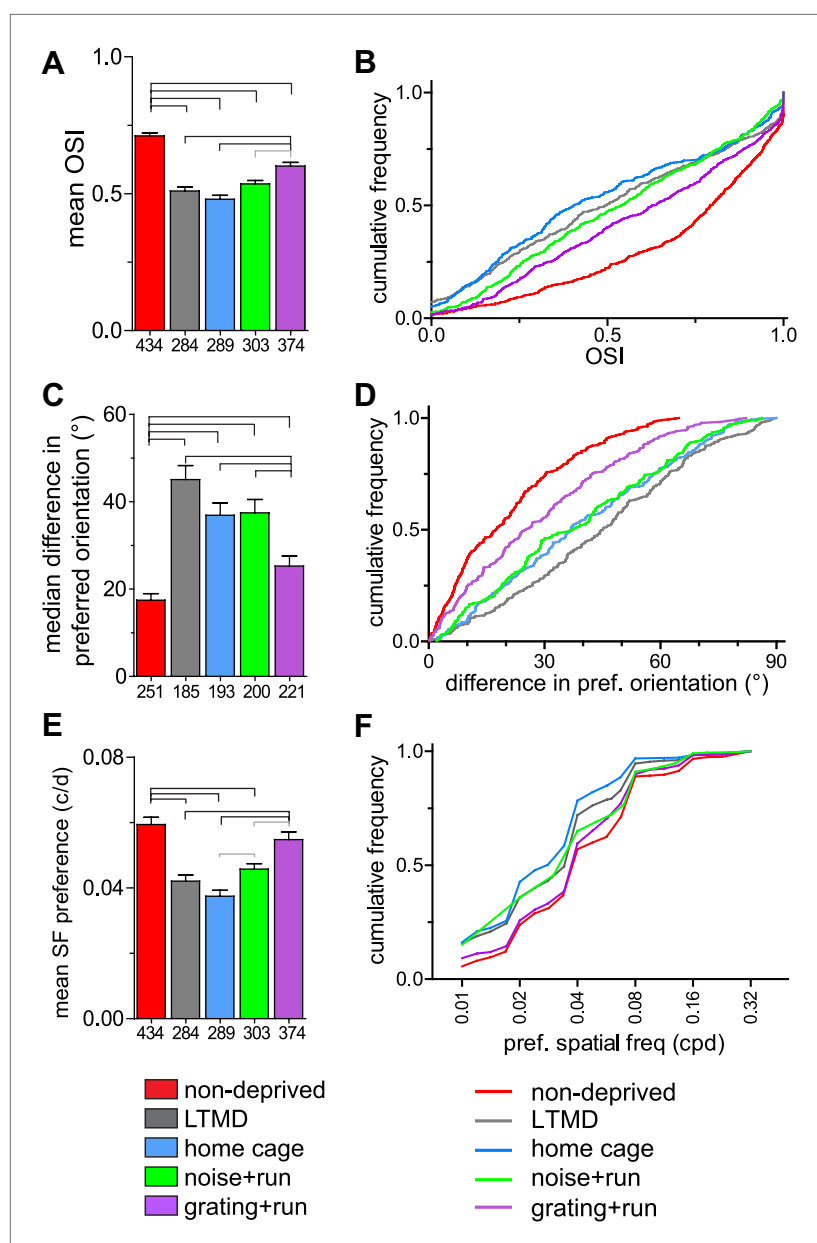 A
mean OSI
1.0
0.5
0.0
434 284 289 303 374
B
cumulative frequency
1.0
0.5
0.0
0.0 0.5 1.0
OSI
C
median difference in
preferred orientation (°)
60
40
20
0
251 185 193 200 221
D
cumulative frequency
1.0
0.5
0.0
0 30 60 90
difference in pref. orientation (°)
E
mean SF preference (c/d)
0.08
0.04
0.00
434 284 289 303 374
F
cumulative frequency
1.0
0.5
0.0
0.01 0.02 0.04 0.08 0.16 0.32
pref. spatial freq (cpd)
non-deprived
LTMD
home cage
noise+run
grating+run
non-deprived
LTMD
home cage
noise+run
grating+run